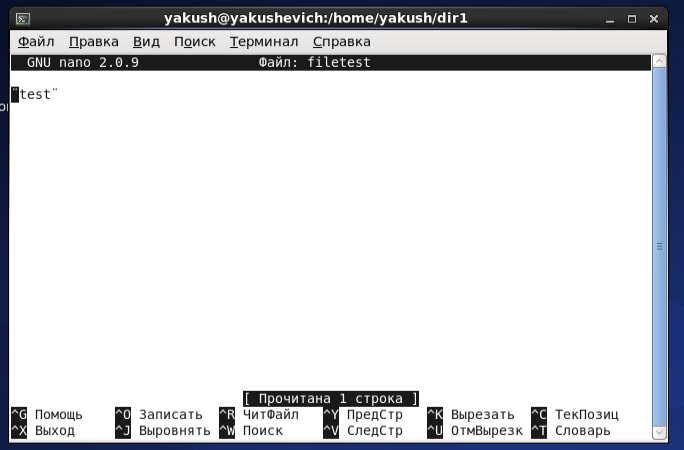 yakush@yakushevich:/home/yakush/dir1
Файл Правка Вид Поиск Терминал Справка
GNU nano 2.0.9 Файл: filetest
¨test¨
[ Прочитана 1 строка ]
^G Помощь ^O Записать ^R ЧитФайл ^Y ПредСтр ^K Вырезать ^C ТекПозиц
^X Выход ^J Выровнять ^W Поиск ^V СледСтр ^U ОтмВырезк ^T Словарь